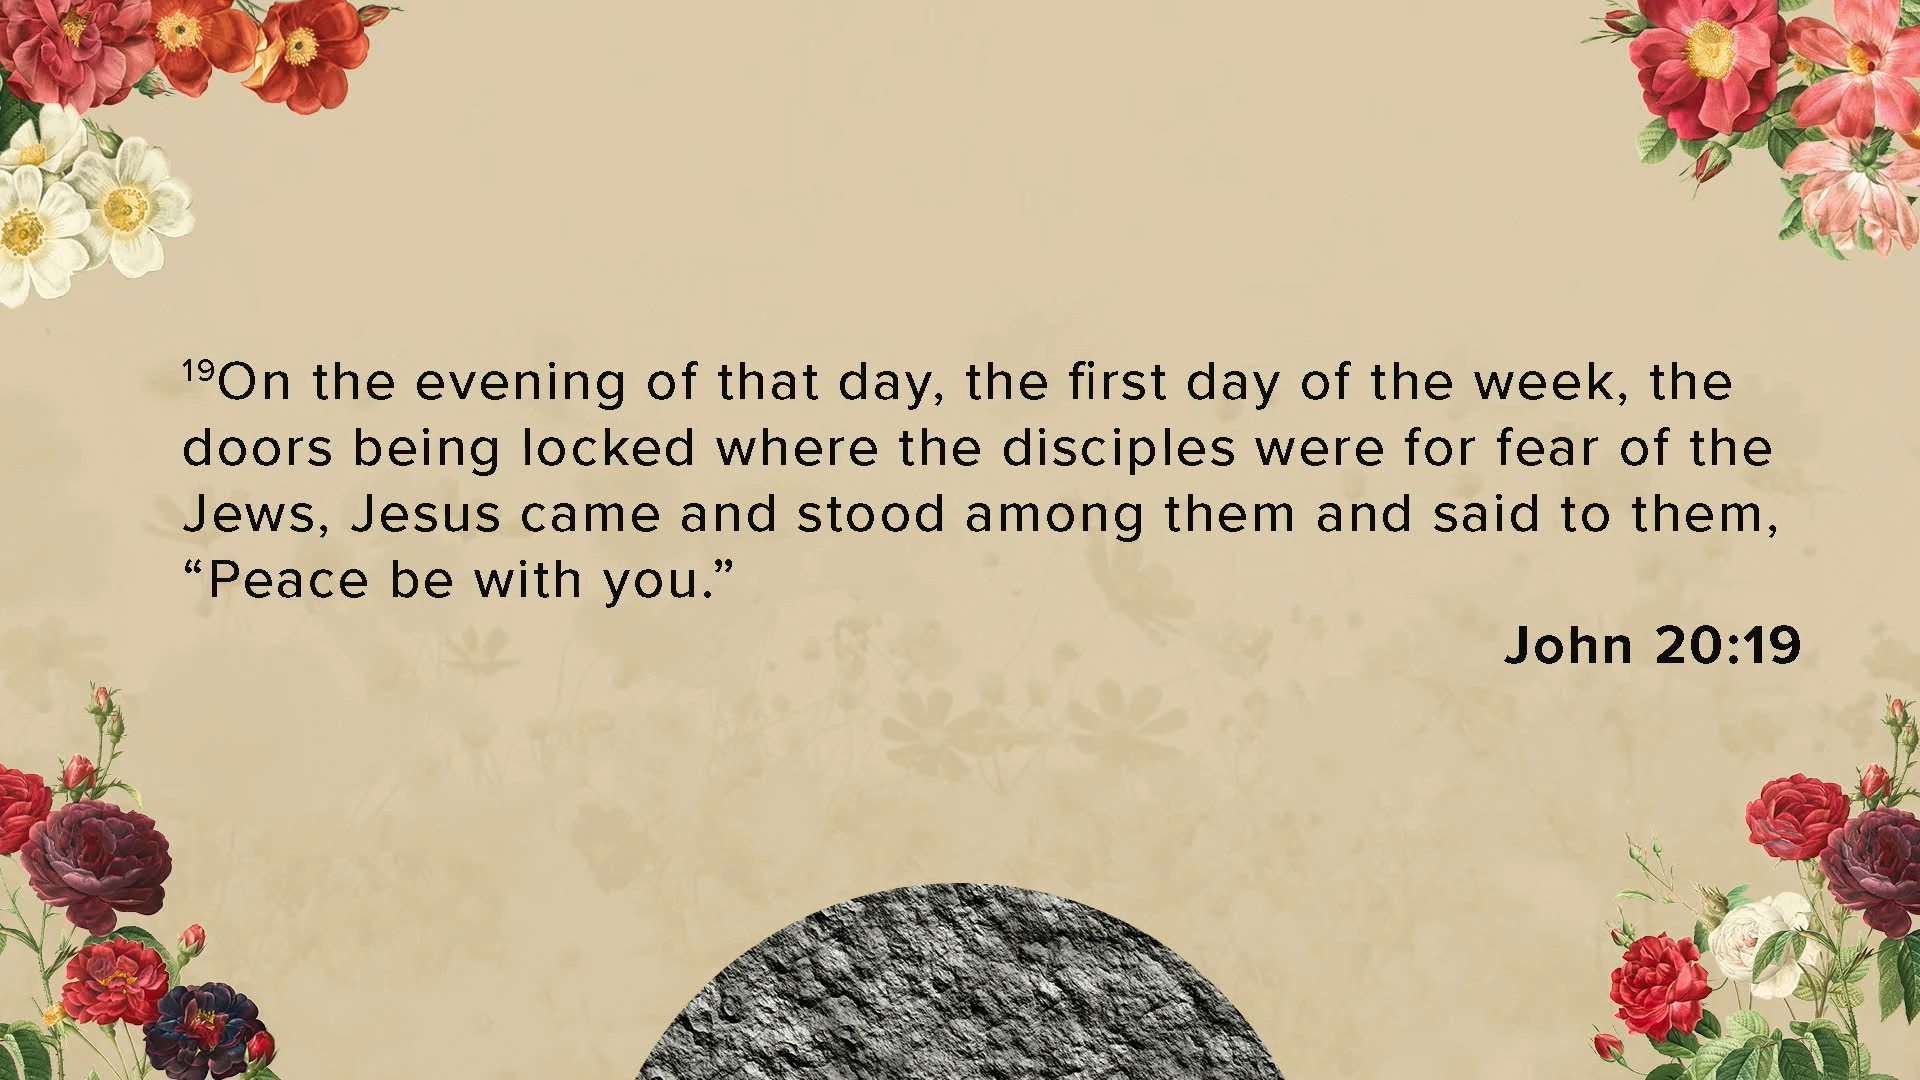 ¹⁹On the evening of that day, the first day of the week, the
doors being locked where the disciples were for fear of the
Jews, Jesus came and stood among them and said to them,
“Peace be with you.”
John 20:19